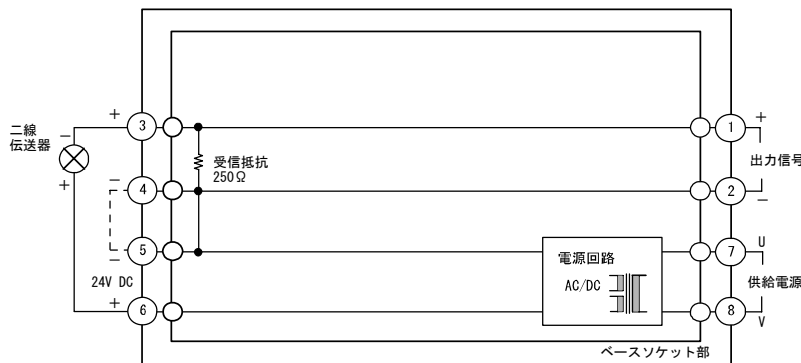 二線
伝送器
－
＋
＋
3
－
4
－
5
24V DC
＋
6
受信抵抗
250Ω
電源回路
AC/DC
1
＋
出力信号
2
－
7
U
供給電源
8
V
ベースソケット部